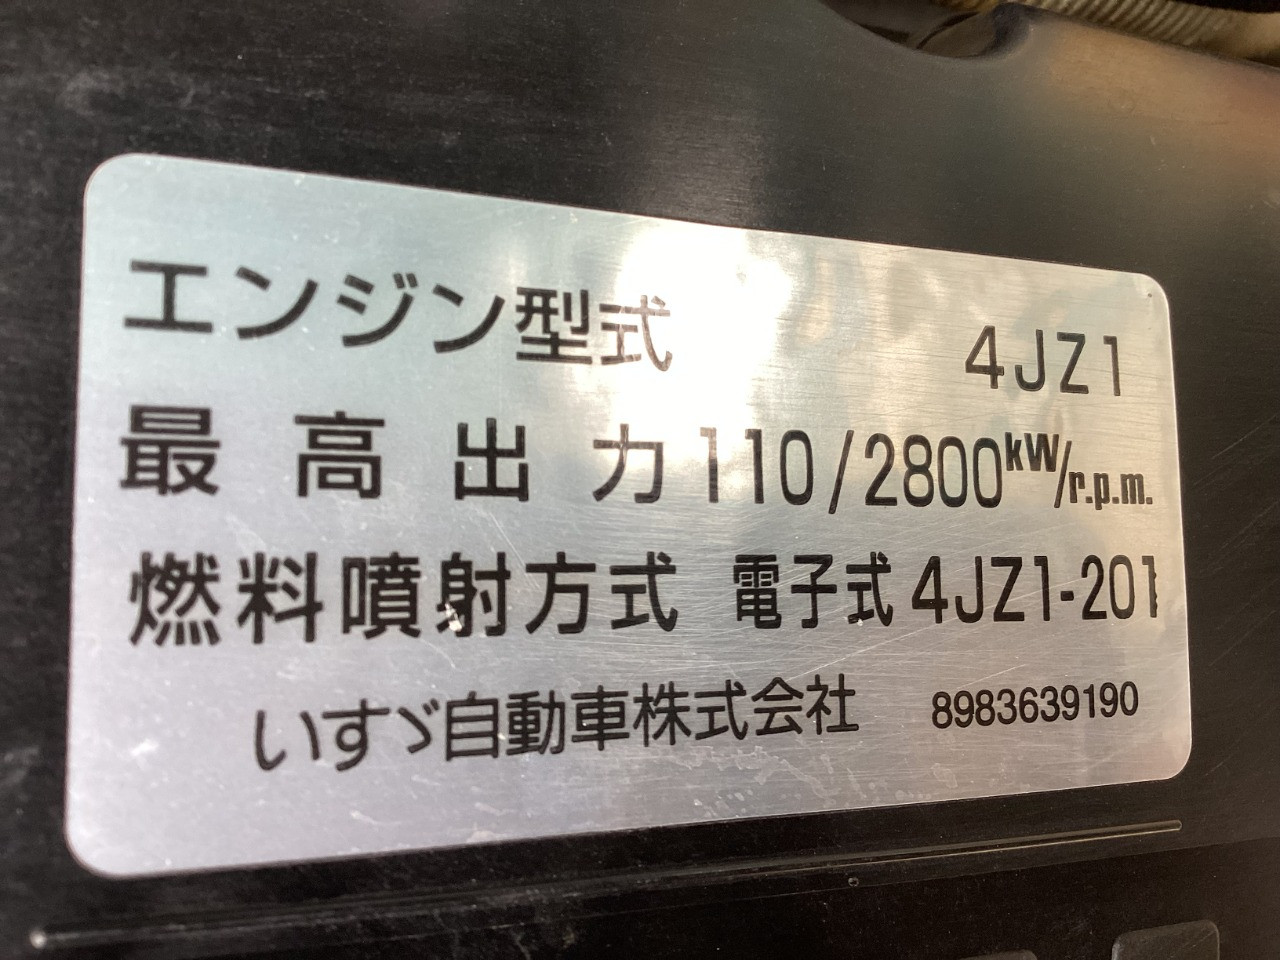 エンジン型式 4JZ1
最高出力 110/2800kW/r.p.m.
燃料噴射方式 電子式 4JZ1-201
いすゞ自動車株式会社 8983639190